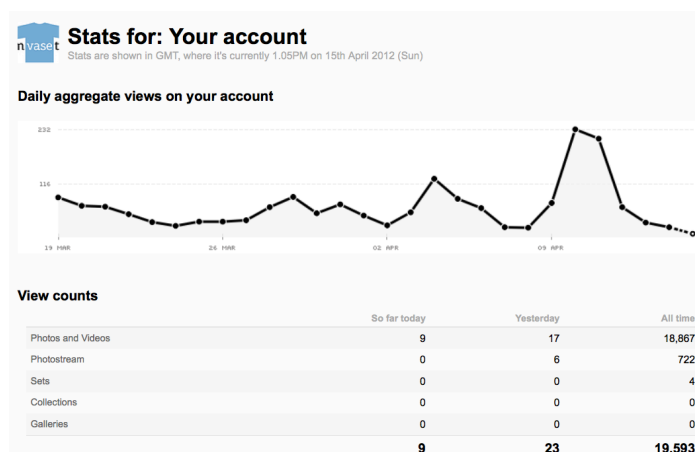 n vase t
Stats for: Your account
Stats are shown in GMT, where it's currently 1.05PM on 15th April 2012 (Sun)
Daily aggregate views on your account
232
116
19 MAR 26 MAR 02 APR 09 APR
View counts
So far today Yesterday All time
Photos and Videos 9 17 18,867
Photostream 0 6 722
Sets 0 0 4
Collections 0 0 0
Galleries 0 0 0
9 23 19,593